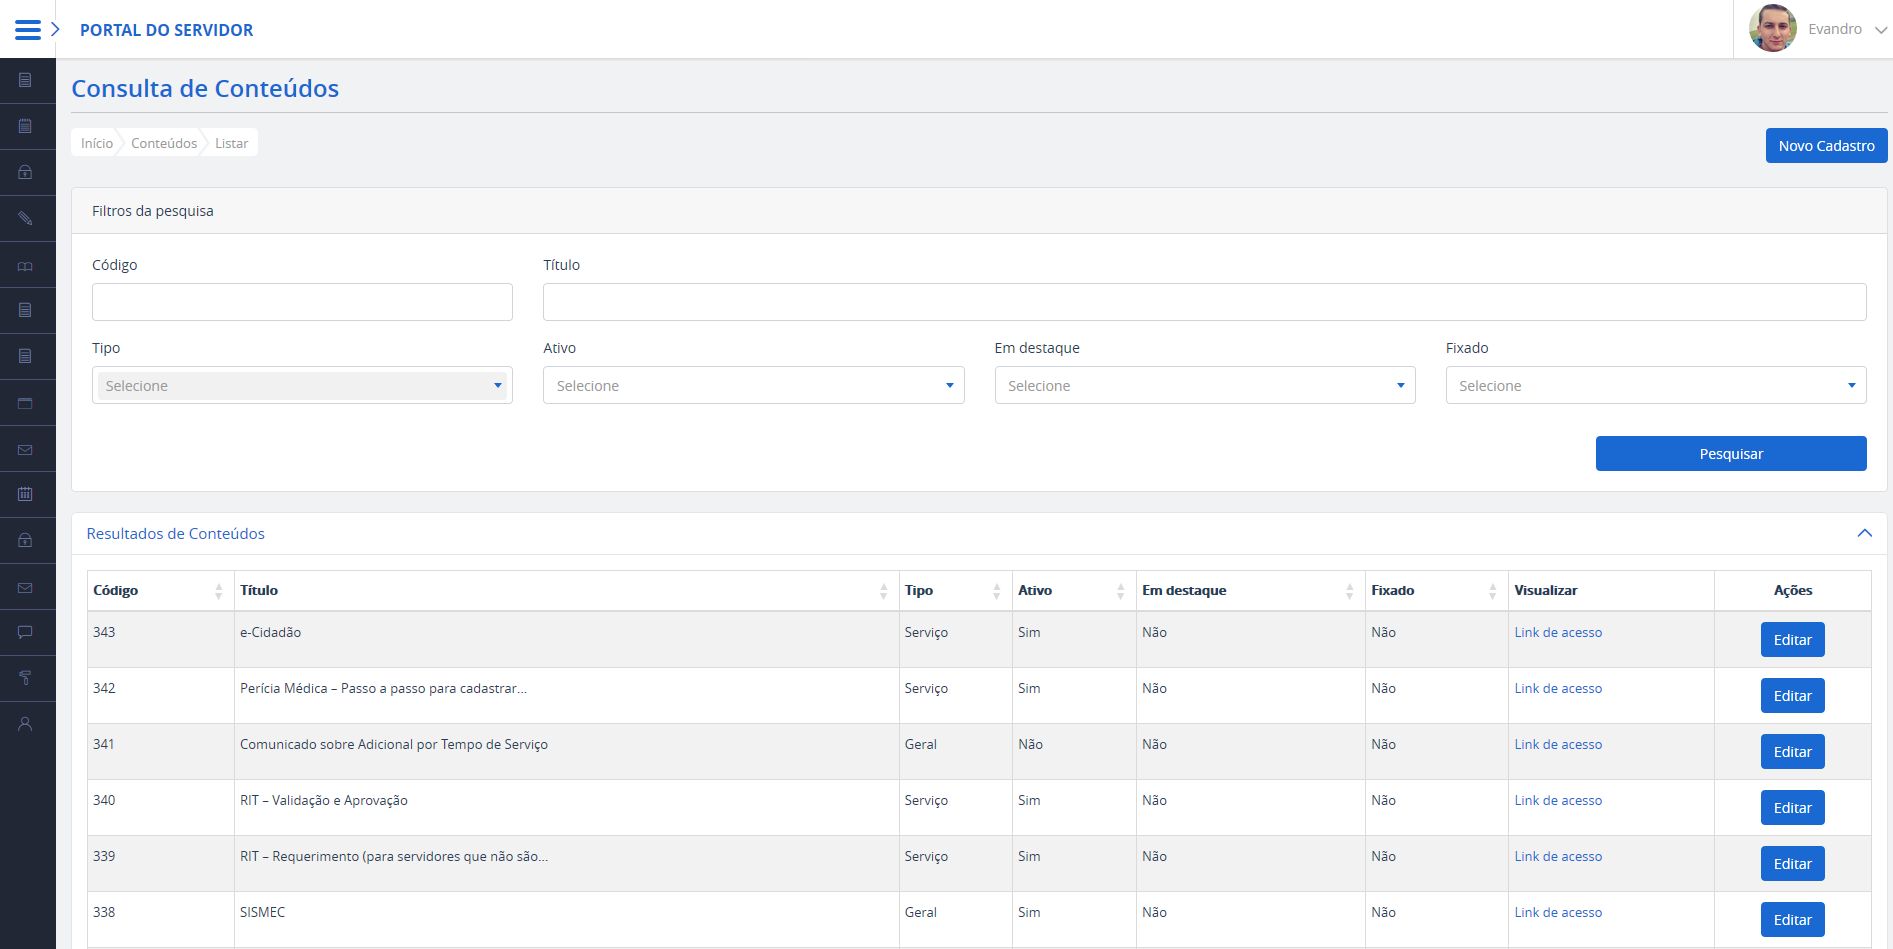 PORTAL DO SERVIDOR
Evandro
Consulta de Conteúdos
Início Conteúdos Listar
Novo Cadastro
Filtros da pesquisa
Código Título
Tipo Ativo Em destaque Fixado
Selecione Selecione Selecione Selecione
Pesquisar
Resultados de Conteúdos
Código Título Tipo Ativo Em destaque Fixado Visualizar Ações
343 e-Cidadão Serviço Sim Não Não Link de acesso Editar
342 Perícia Médica – Passo a passo para cadastrar... Serviço Sim Não Não Link de acesso Editar
341 Comunicado sobre Adicional por Tempo de Serviço Geral Não Não Não Link de acesso Editar
340 RIT – Validação e Aprovação Serviço Sim Não Não Link de acesso Editar
339 RIT – Requerimento (para servidores que não são... Serviço Sim Não Não Link de acesso Editar
338 SISMEC Geral Sim Não Não Link de acesso Editar